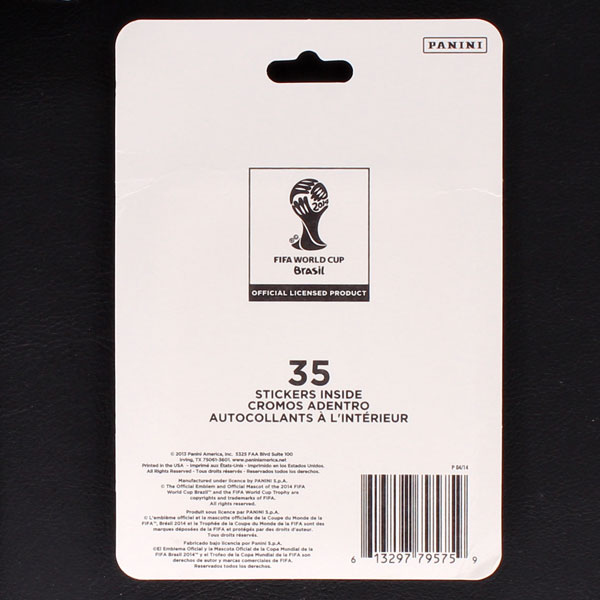 PANINI
2014
FIFA WORLD CUP
Brasil
OFFICIAL LICENSED PRODUCT
35
STICKERS INSIDE
CROMOS ADENTRO
AUTOCOLLANTS À L'INTÉRIEUR
© 2013 Panini America, Inc. 5325 FAA Blvd Suite 100
Irving, TX 75061-3601, www.paniniamerica.net
Printed in the USA - Imprimé aux États-Unis - Imprimido en los Estados Unidos.
All Rights Reserved. - Tous droits réservés - Reservados todos los derechos.
Manufactured under licence by PANINI S.p.A.
© The Official Emblem and Official Mascot of the 2014 FIFA
World Cup Brazil™ and the FIFA World Cup Trophy are
copyrights and trademarks of FIFA.
All rights reserved.
Produit sous licence par PANINI S.p.A.
© L'emblème officiel et la mascotte officielle de la Coupe du Monde de la
FIFA™, Brésil 2014 et le Trophée de la Coupe du Monde de la FIFA sont des
marques déposées de la FIFA et protégés par des droits d'auteur.
Tous droits réservés.
Fabricado bajo licencia por PANINI S.p.A.
©El Emblema Oficial y la Mascota Oficial de la Copa Mundial de la
FIFA Brasil 2014™ y el Trofeo de la Copa Mundial de la FIFA son
derechos de autor y marcas comerciales de FIFA.
Reservados todos los derechos.
P 04/14
6 13297 79575 9